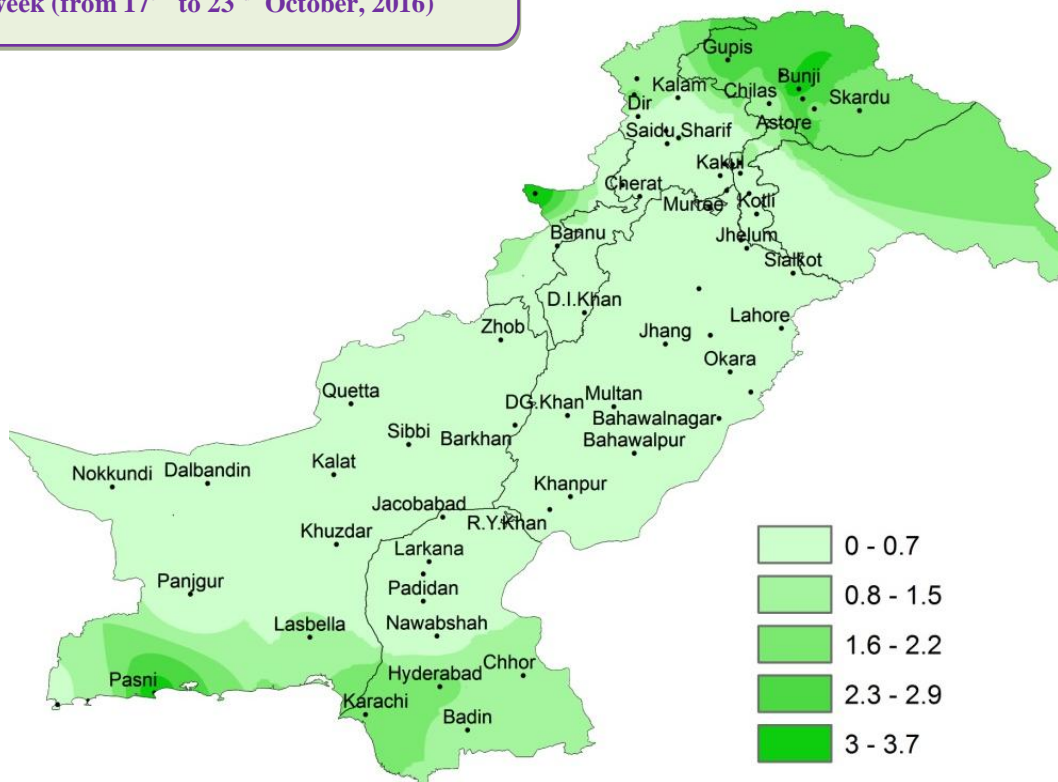 week (from 17 to 23 October, 2016)
Gupis
Bunji
Kalam
Chilas
Skardu
Dir
Astore
Saidu Sharif
Kakul
Cherat
Murree
Kotli
Bannu
Jhelum
Sialkot
D.I.Khan
Zhob
Lahore
Jhang
Okara
Quetta
DG.Khan
Multan
Bahawalnagar
Sibbi
Barkhan
Bahawalpur
Nokkundi
Dalbandin
Kalat
Khanpur
Jacobabad
R.Y.Khan
Khuzdar
Larkana
Panjgur
Padidan
Lasbella
Nawabshah
Pasni
Hyderabad
Chhor
Karachi
Badin
0 - 0.7
0.8 - 1.5
1.6 - 2.2
2.3 - 2.9
3 - 3.7